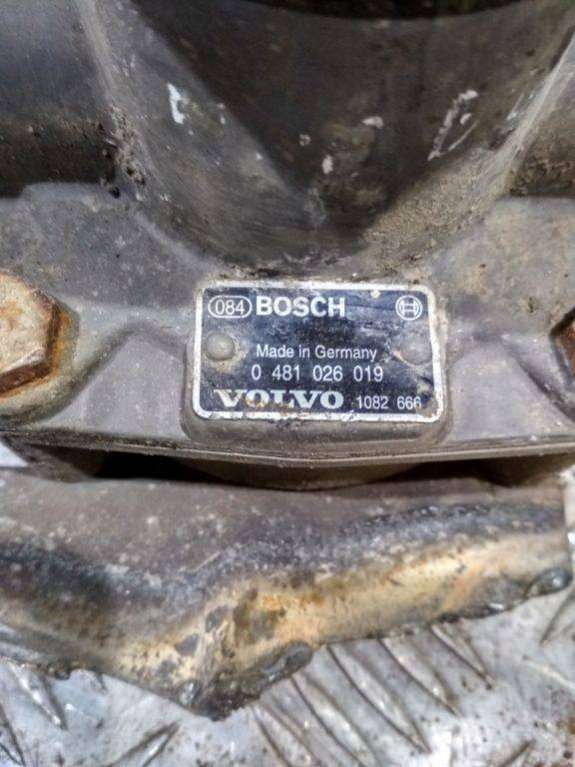 084 BOSCH
Made in Germany
0 481 026 019
VOLVO 1082 666